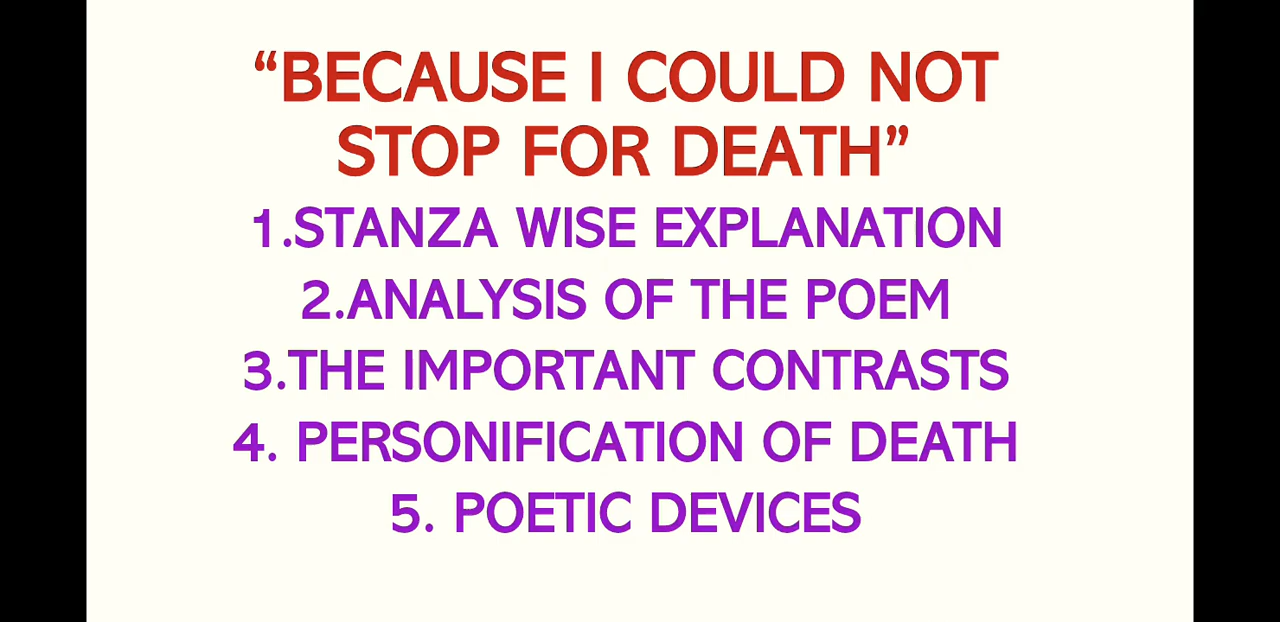 “BECAUSE I COULD NOT
STOP FOR DEATH”
1.STANZA WISE EXPLANATION
2.ANALYSIS OF THE POEM
3.THE IMPORTANT CONTRASTS
4. PERSONIFICATION OF DEATH
5. POETIC DEVICES